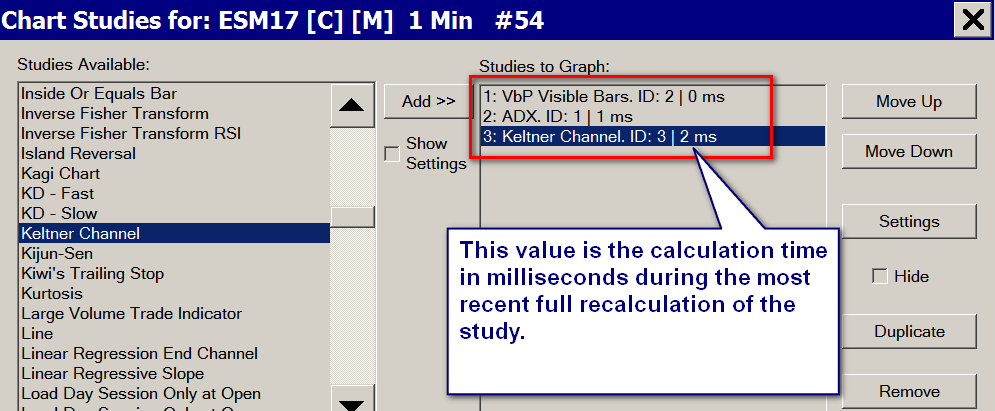 Chart Studies for: ESM17 [C] [M] 1 Min #54
Studies Available:
Inside Or Equals Bar
Inverse Fisher Transform
Inverse Fisher Transform RSI
Island Reversal
Kagi Chart
KD - Fast
KD - Slow
Keltner Channel
Kijun-Sen
Kiwi's Trailing Stop
Kurtosis
Large Volume Trade Indicator
Line
Linear Regression End Channel
Linear Regressive Slope
Load Day Session Only at Open
Add >>
Show
Settings
Studies to Graph:
1: VbP Visible Bars. ID: 2 | 0 ms
2: ADX. ID: 1 | 1 ms
3: Keltner Channel. ID: 3 | 2 ms
This value is the calculation time
in milliseconds during the most
recent full recalculation of the
study.
Move Up
Move Down
Settings
Hide
Duplicate
Remove